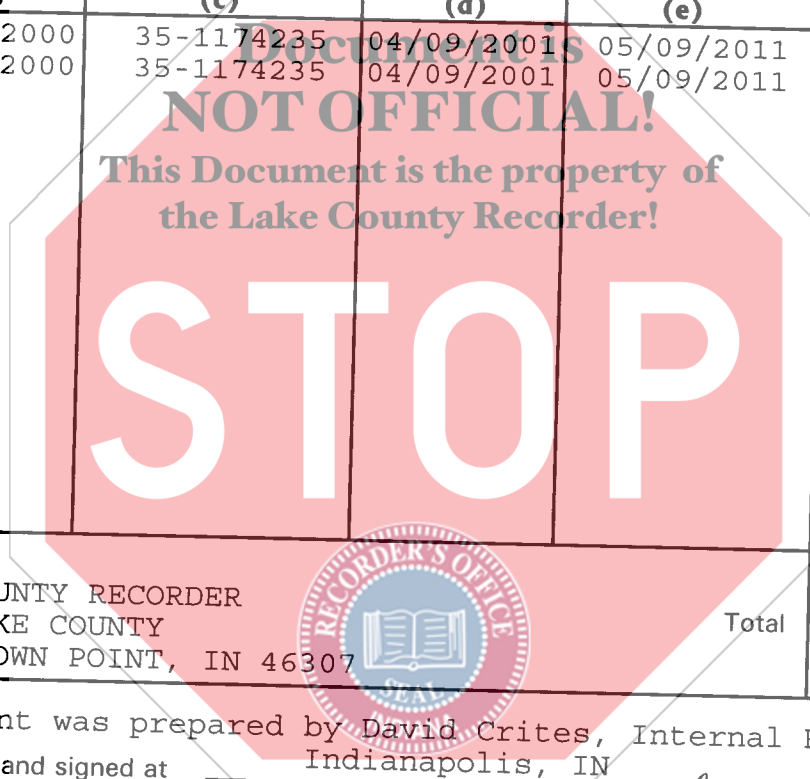 (c) (d) (e)
2000 35-1174235 04/09/2001 05/09/2011
2000 35-1174235 04/09/2001 05/09/2011
Document is
NOT OFFICIAL!
This Document is the property of
the Lake County Recorder!
STOP
UNTY RECORDER
KE COUNTY
OWN POINT, IN 46307
Total
RECORDER'S OFFICE
SEAL
nt was prepared by David Crites, Internal
and signed at Indianapolis, IN